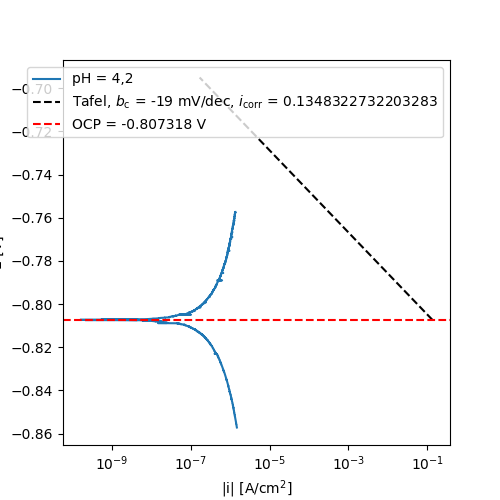 pH = 4,2
Tafel, b_c = -19 mV/dec, i_corr = 0.1348322732203283
OCP = -0.807318 V
−0.70
−0.72
−0.74
−0.76
−0.78
−0.80
−0.82
−0.84
−0.86
10⁻⁹ 10⁻⁷ 10⁻⁵ 10⁻³ 10⁻¹
|i| [A/cm²]